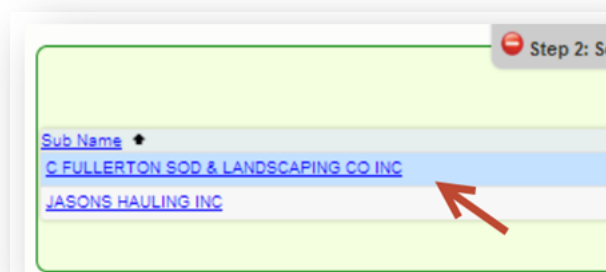 Step 2: S
Sub Name
C FULLERTON SOD & LANDSCAPING CO INC
JASONS HAULING INC